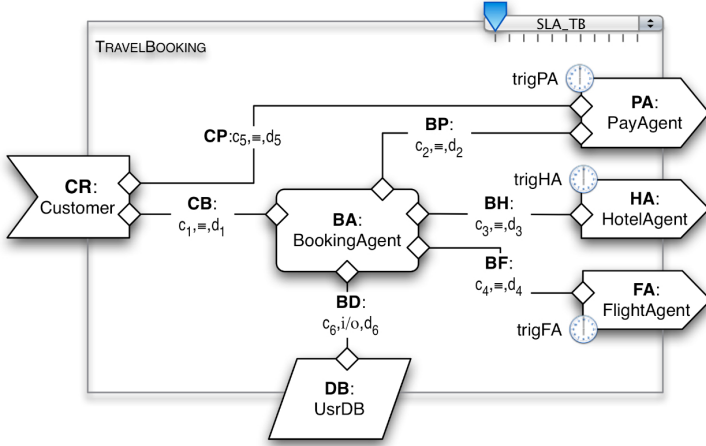 SLA_TB
TRAVELBOOKING
trigPA
PA:
PayAgent
BP:
c2,≡,d2
CP:c5,≡,d5
trigHA
CR:
Customer
CB:
c1,≡,d1
BA:
BookingAgent
BH:
c3,≡,d3
HA:
HotelAgent
BF:
c4,≡,d4
FA:
FlightAgent
trigFA
BD:
c6,i/o,d6
DB:
UsrDB